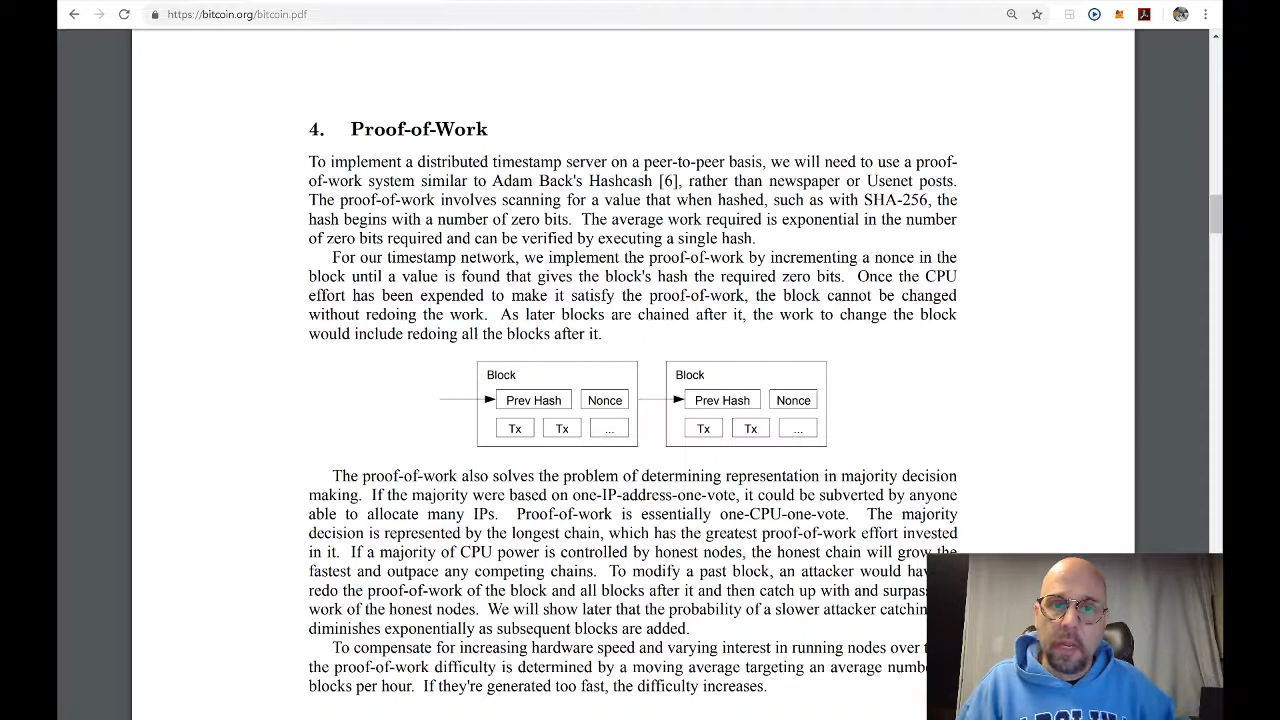 https://bitcoin.org/bitcoin.pdf
4. Proof-of-Work
To implement a distributed timestamp server on a peer-to-peer basis, we will need to use a proof-
of-work system similar to Adam Back's Hashcash [6], rather than newspaper or Usenet posts.
The proof-of-work involves scanning for a value that when hashed, such as with SHA-256, the
hash begins with a number of zero bits. The average work required is exponential in the number
of zero bits required and can be verified by executing a single hash.
For our timestamp network, we implement the proof-of-work by incrementing a nonce in the
block until a value is found that gives the block's hash the required zero bits. Once the CPU
effort has been expended to make it satisfy the proof-of-work, the block cannot be changed
without redoing the work. As later blocks are chained after it, the work to change the block
would include redoing all the blocks after it.
Block Block
Prev Hash Nonce Prev Hash Nonce
Tx Tx ... Tx Tx ...
The proof-of-work also solves the problem of determining representation in majority decision
making. If the majority were based on one-IP-address-one-vote, it could be subverted by anyone
able to allocate many IPs. Proof-of-work is essentially one-CPU-one-vote. The majority
decision is represented by the longest chain, which has the greatest proof-of-work effort invested
in it. If a majority of CPU power is controlled by honest nodes, the honest chain will grow the
fastest and outpace any competing chains. To modify a past block, an attacker would
redo the proof-of-work of the block and all blocks after it and then catch up with and
work of the honest nodes. We will show later that the probability of a slower attacker
diminishes exponentially as subsequent blocks are added.
To compensate for increasing hardware speed and varying interest in running nodes over
the proof-of-work difficulty is determined by a moving average targeting an average
blocks per hour. If they're generated too fast, the difficulty increases.